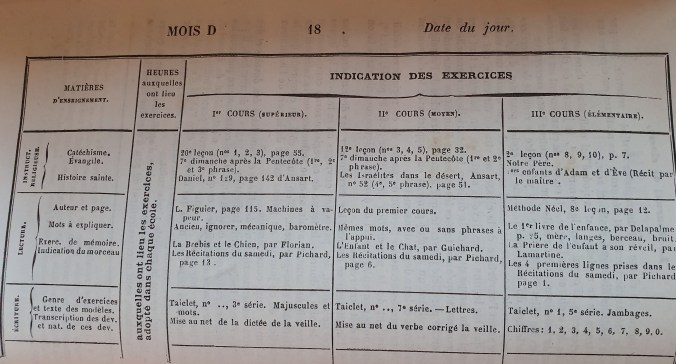 MOIS D 18 . Date du jour.
MATIÈRES
D'ENSEIGNEMENT.
HEURES
auxquelles
ont lieu
les
exercices.
INDICATION DES EXERCICES
Ier COURS (SUPÉRIEUR).
IIe COURS (MOYEN).
IIIe COURS (ÉLÉMENTAIRE).
INSTRUCT.
RELIGIEUSE.
Catéchisme.
Évangile.
Histoire sainte.
auxquelles ont lieu les exercices,
adopté dans chaque école.
20e leçon (nos 1, 2, 3), page 55.
7e dimanche après la Pentecôte (1re, 2e
et 3e phrase).
Daniel, no 1:9, page 142 d'Ansart.
12e leçon (nos 3, 4, 5), page 32.
7e dimanche après la Pentecôte (1re et 2e
phrase).
Les Israélites dans le désert, Ansart,
no 52 (4e, 5e phrase), page 51.
2e leçon (nos 8, 9, 10), p. 7.
Notre Père.
enfants d'Adam et d'Ève (Récit par
le maître.
LECTURE.
Auteur et page.
Mots à expliquer.
Exerc. de mémoire.
Indication du morceau
L. Figuier, page 115. Machines à va-
peur.
Ancien, ignorer, mécanique, baromètre.
La Brebis et le Chien, par Florian.
Les Récitations du samedi, par Pichard,
page 13.
Leçon du premier cours.
Mêmes mots, avec ou sans phrases à
l'appui.
L'Enfant et le Chat, par Guichard.
Les Récitations du samedi, par Pichard,
page 6.
Méthode Néel, 8e leçon, page 12.
Le 1er livre de l'enfance, par Delapalme
p. 25, mère, langes, berceau, bruit.
La Prière de l'enfant à son réveil, par
Lamartine.
Les 4 premières lignes prises dans le
Récitations du samedi, par Pichard
page 1.
ÉCRITURE.
Genre d'exercices
et texte des modèles.
Transcription des dev.
et nat. de ces dev.
Taiclet, no .., 3e série. Majuscules et
mots.
Mise au net de la dictée de la veille.
Taiclet, no .., 7e série. — Lettres.
Mise au net du verbe corrigé la veille.
Taiclet, no 1, 5e série. Jambages.
Chiffres: 1, 2, 3, 4, 5, 6, 7, 8, 9, 0.